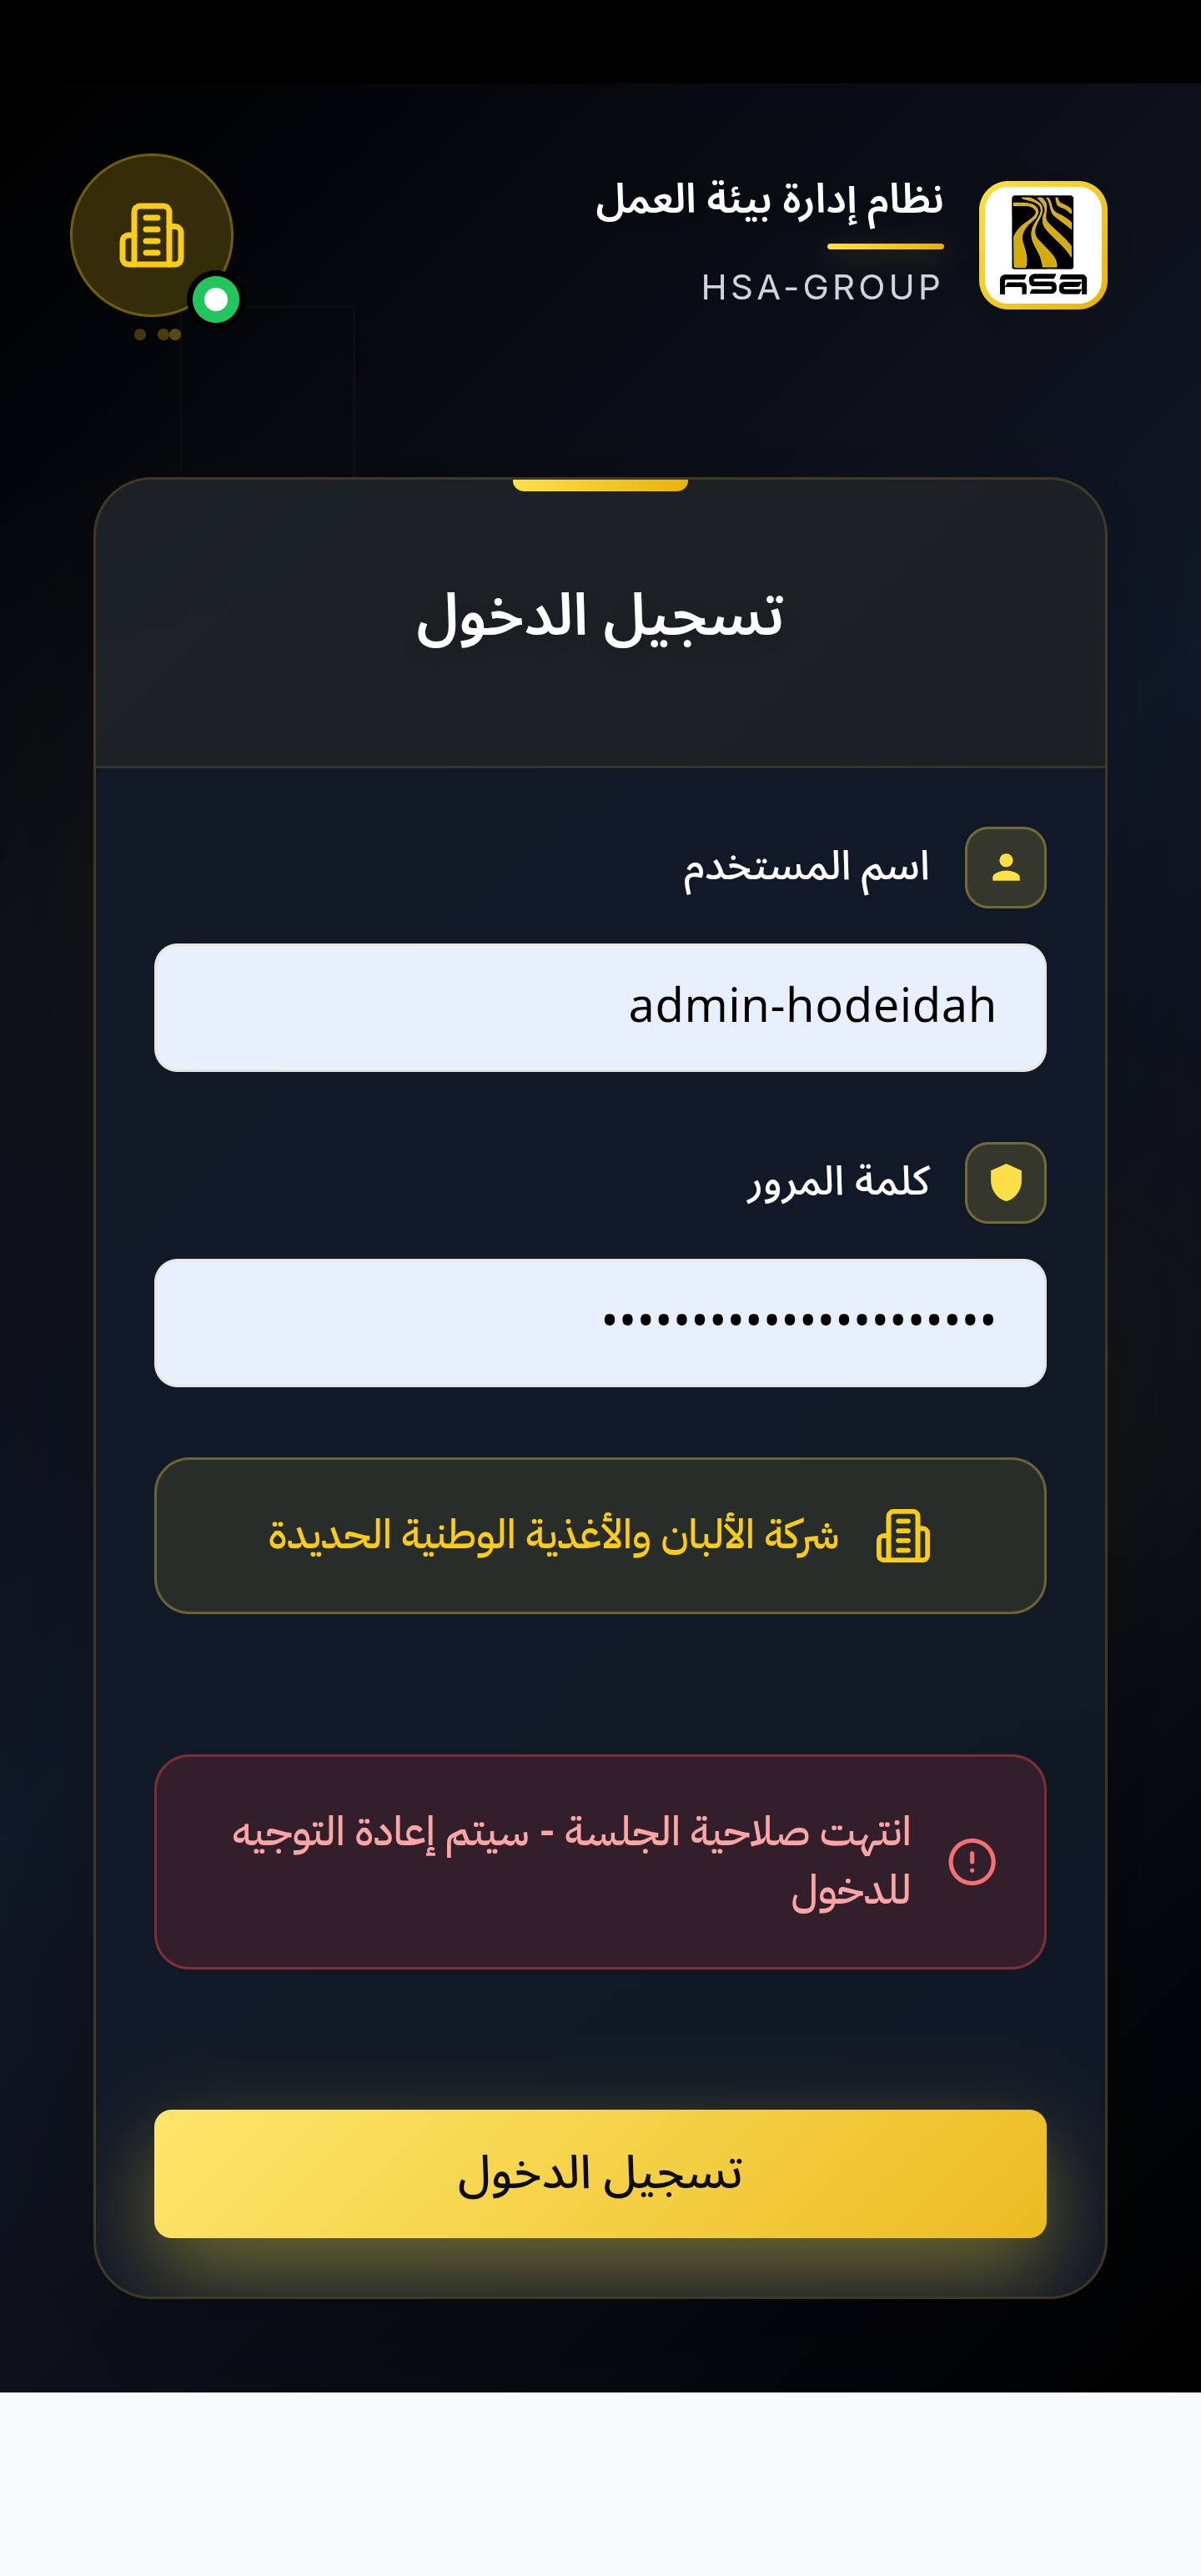 نظام إدارة بيئة العمل
HSA-GROUP
HSA
تسجيل الدخول
اسم المستخدم
admin-hodeidah
كلمة المرور
••••••••••••••••••••••
شركة الألبان والأغذية الوطنية الحديدة
انتهت صلاحية الجلسة - سيتم إعادة التوجيه
للدخول
تسجيل الدخول